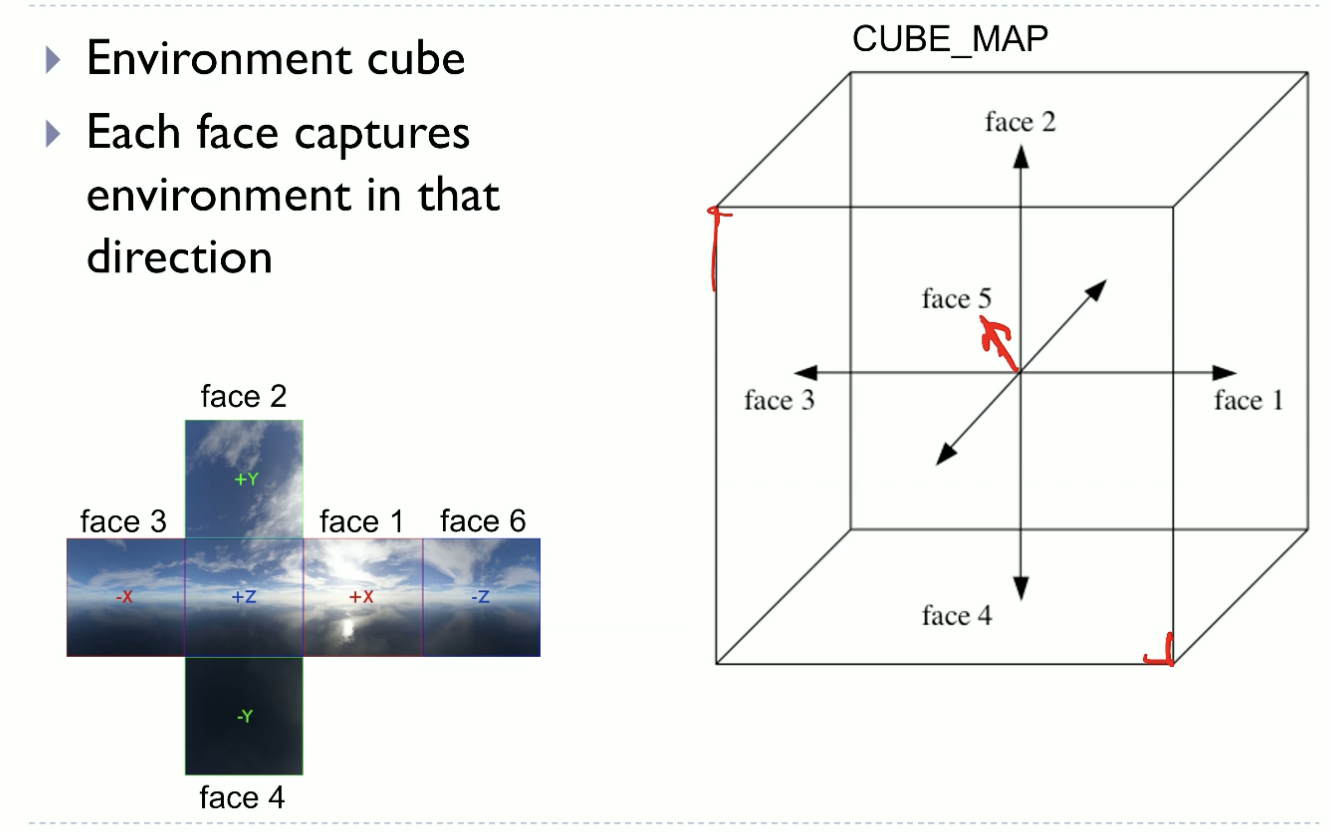 Environment cube
Each face captures
environment in that
direction
CUBE_MAP
face 2
face 5
face 3
face 1
face 4
face 2
+Y
face 3
face 1
face 6
-X
+Z
+X
-Z
-Y
face 4